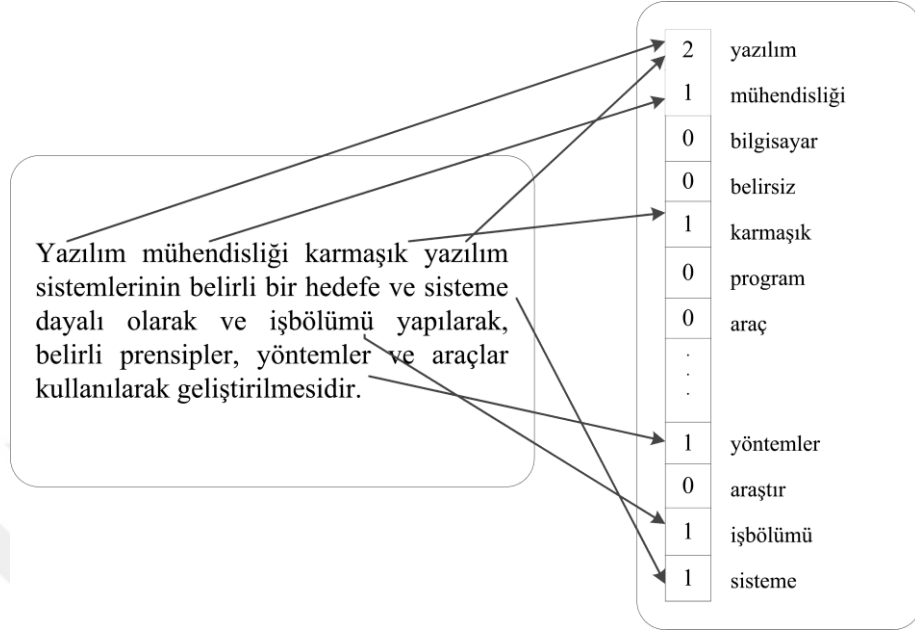 Yazılım mühendisliği karmaşık yazılım
sistemlerinin belirli bir hedefe ve sisteme
dayalı olarak ve işbölümü yapılarak,
belirli prensipler, yöntemler ve araçlar
kullanılarak geliştirilmesidir.
2 yazılım
1 mühendisliği
0 bilgisayar
0 belirsiz
1 karmaşık
0 program
0 araç
.
.
.
1 yöntemler
0 araştır
1 işbölümü
1 sisteme